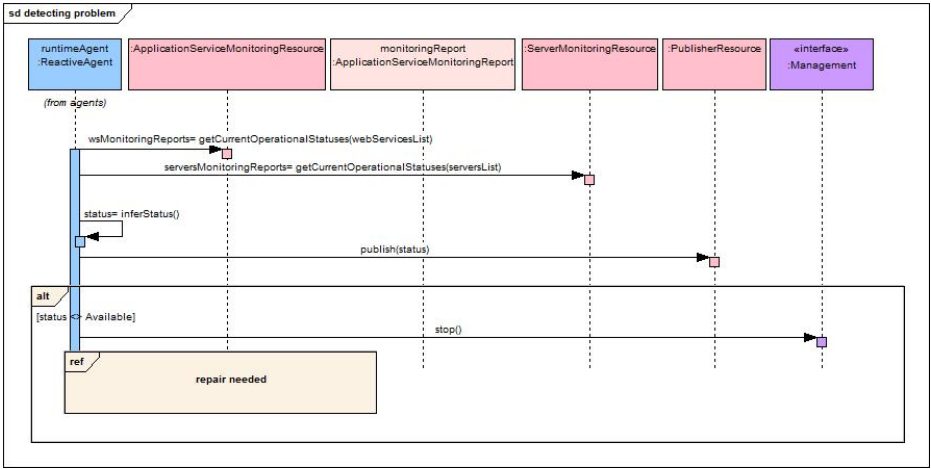 sd detecting problem
runtimeAgent
:ReactiveAgent
:ApplicationServiceMonitoringResource
monitoringReport
:ApplicationServiceMonitoringReport
:ServerMonitoringResource
:PublisherResource
«interface»
:Management
(from agents)
wsMonitoringReports= getCurrentOperationalStatuses(webServicesList)
serversMonitoringReports= getCurrentOperationalStatuses(serversList)
status= inferStatus()
publish(status)
alt
[status <> Available]
stop()
ref
repair needed